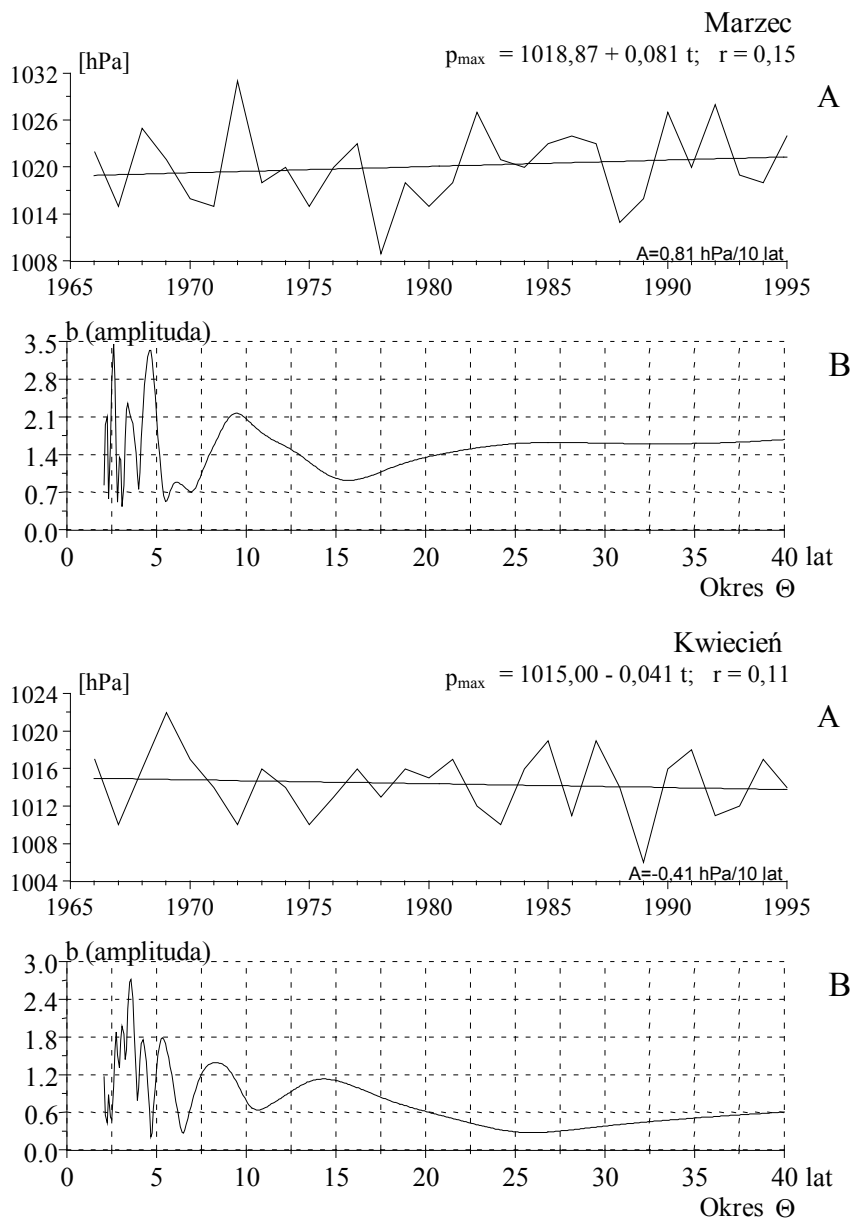 Marzec
[hPa]
pmax = 1018,87 + 0,081 t; r = 0,15
A
1032
1026
1020
1014
1008
A=0,81 hPa/10 lat
1965 1970 1975 1980 1985 1990 1995
b (amplituda)
B
3.5
2.8
2.1
1.4
0.7
0.0
0 5 10 15 20 25 30 35 40 lat
Okres Θ
Kwiecień
[hPa]
pmax = 1015,00 - 0,041 t; r = 0,11
A
1024
1020
1016
1012
1008
1004
A=-0,41 hPa/10 lat
1965 1970 1975 1980 1985 1990 1995
b (amplituda)
B
3.0
2.4
1.8
1.2
0.6
0.0
0 5 10 15 20 25 30 35 40 lat
Okres Θ